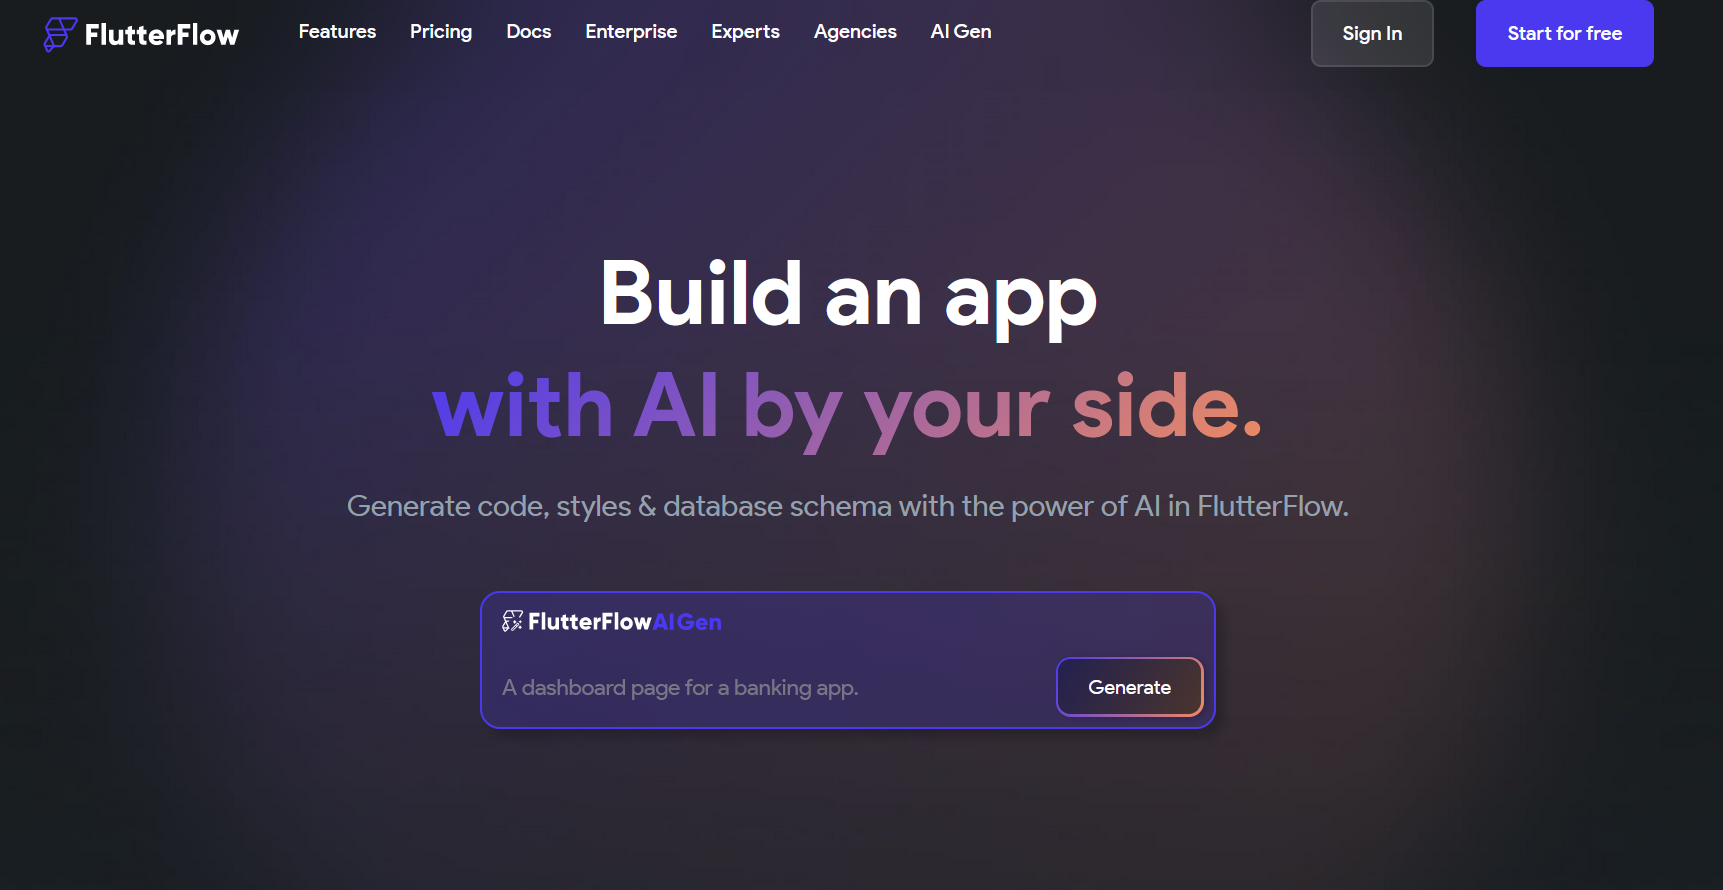 FlutterFlow Features Pricing Docs Enterprise Experts Agencies AI Gen Sign In Start for free
Build an app
with AI by your side.
Generate code, styles & database schema with the power of AI in FlutterFlow.
FlutterFlow AI Gen
A dashboard page for a banking app. Generate